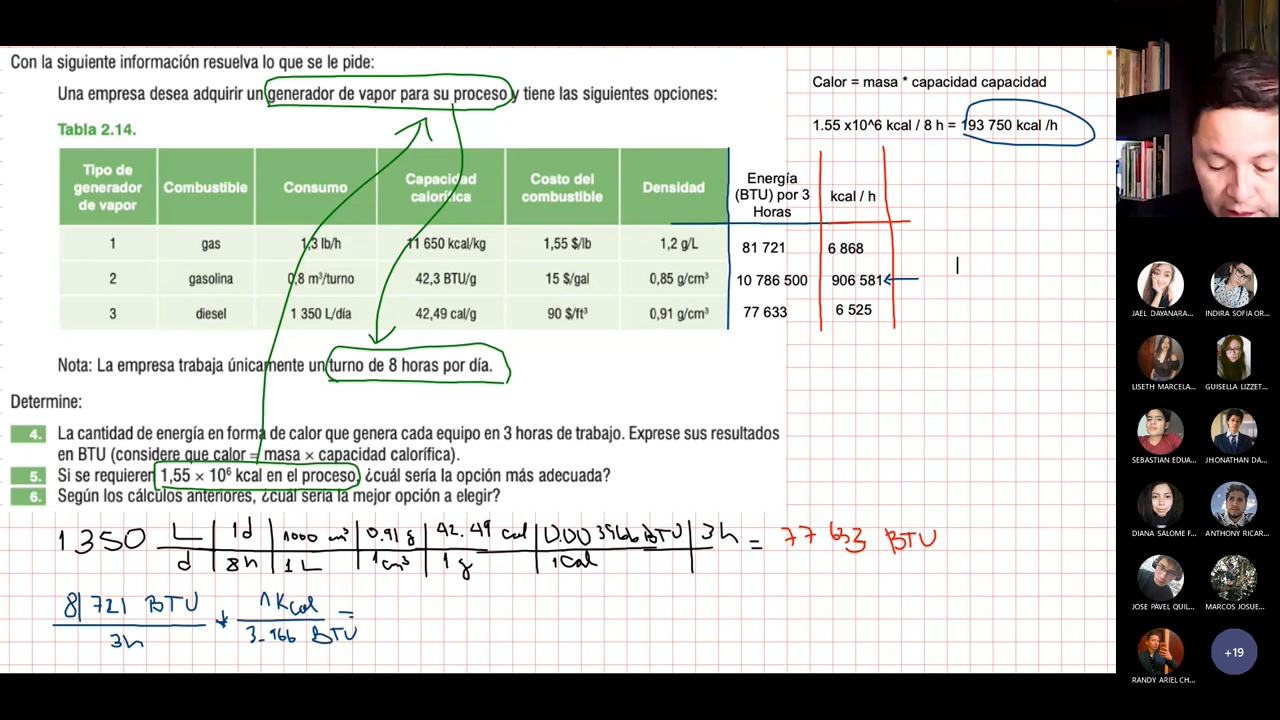 Con la siguiente información resuelva lo que se le pide:
Una empresa desea adquirir un generador de vapor para su proceso y tiene las siguientes opciones:
Tabla 2.14.
Tipo de generador de vapor | Combustible | Consumo | Capacidad calorífica | Costo del combustible | Densidad | Energía (BTU) por 3 Horas | kcal / h
1 | gas | 1,3 lb/h | 11 650 kcal/kg | 1,55 $/lb | 1,2 g/L | 81 721 | 6 868
2 | gasolina | 0,8 m³/turno | 42,3 BTU/g | 15 $/gal | 0,85 g/cm³ | 10 786 500 | 906 581
3 | diesel | 1 350 L/día | 42,49 cal/g | 90 $/ft³ | 0,91 g/cm³ | 77 633 | 6 525
Nota: La empresa trabaja únicamente un turno de 8 horas por día.
Determine:
4. La cantidad de energía en forma de calor que genera cada equipo en 3 horas de trabajo. Exprese sus resultados
en BTU (considere que calor = masa × capacidad calorífica).
5. Si se requieren 1,55 × 10⁶ kcal en el proceso, ¿cuál sería la opción más adecuada?
6. Según los cálculos anteriores, ¿cuál sería la mejor opción a elegir?
Calor = masa * capacidad capacidad
1.55 x10^6 kcal / 8 h = 193 750 kcal /h
1350 L | 1d | 1000 cm³ | 0.91 g | 42.49 cal | 0.003966 BTU | 3h = 77 633 BTU
d | 8h | 1 L | 1 cm³ | 1 g | 1 cal
81 721 BTU * 1 Kcal =
3h 3.966 BTU
JAEL DAYANARA...
INDIRA SOFIA OR...
LISETH MARCELA...
GUISELLA LIZZET...
SEBASTIAN EDUA...
JHONATHAN DA...
DIANA SALOME F...
ANTHONY RICAR...
JOSE PAVEL QUIL...
MARCOS JOSUE...
RANDY ARIEL CH...
+19